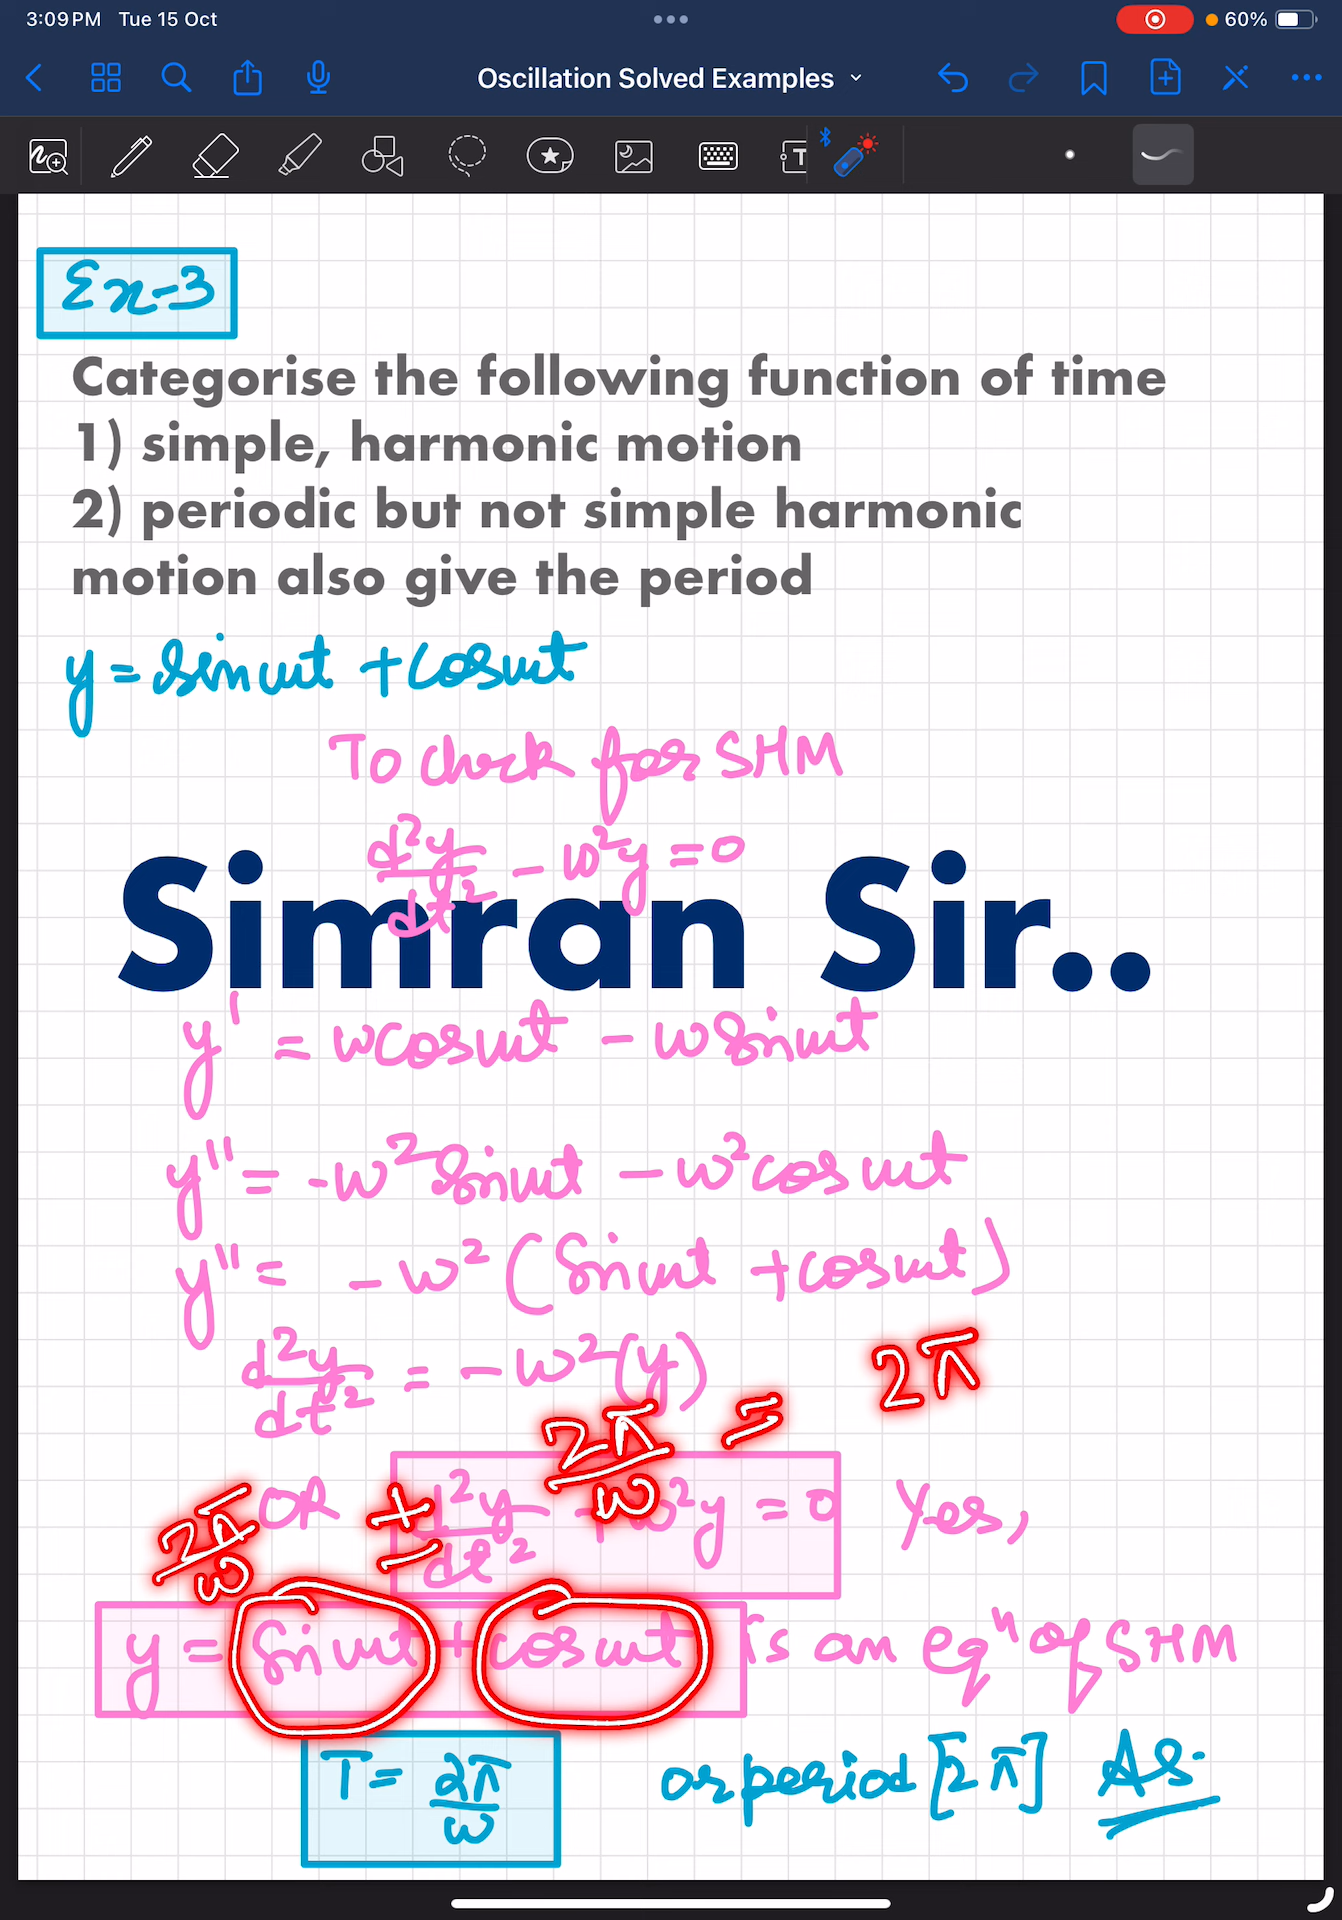 3:09 PM Tue 15 Oct
60%
Oscillation Solved Examples
T
Ex-3
Categorise the following function of time
1) simple, harmonic motion
2) periodic but not simple harmonic
motion also give the period
y = sinωt + cosωt
To check for SHM
d²y/dt² - ω²y = 0
Simran Sir..
y' = ωcosωt - ωsinωt
y'' = -ω²sinωt - ω²cosωt
y'' = -ω²(sinωt + cosωt)
d²y/dt² = -ω²(y)
2π/ω = 2π
2π/ω
OR d²y/dt² + ω²y = 0 Yes,
y = sinωt + cosωt is an eqⁿ of SHM
T = 2π/ω or period [2π] As.